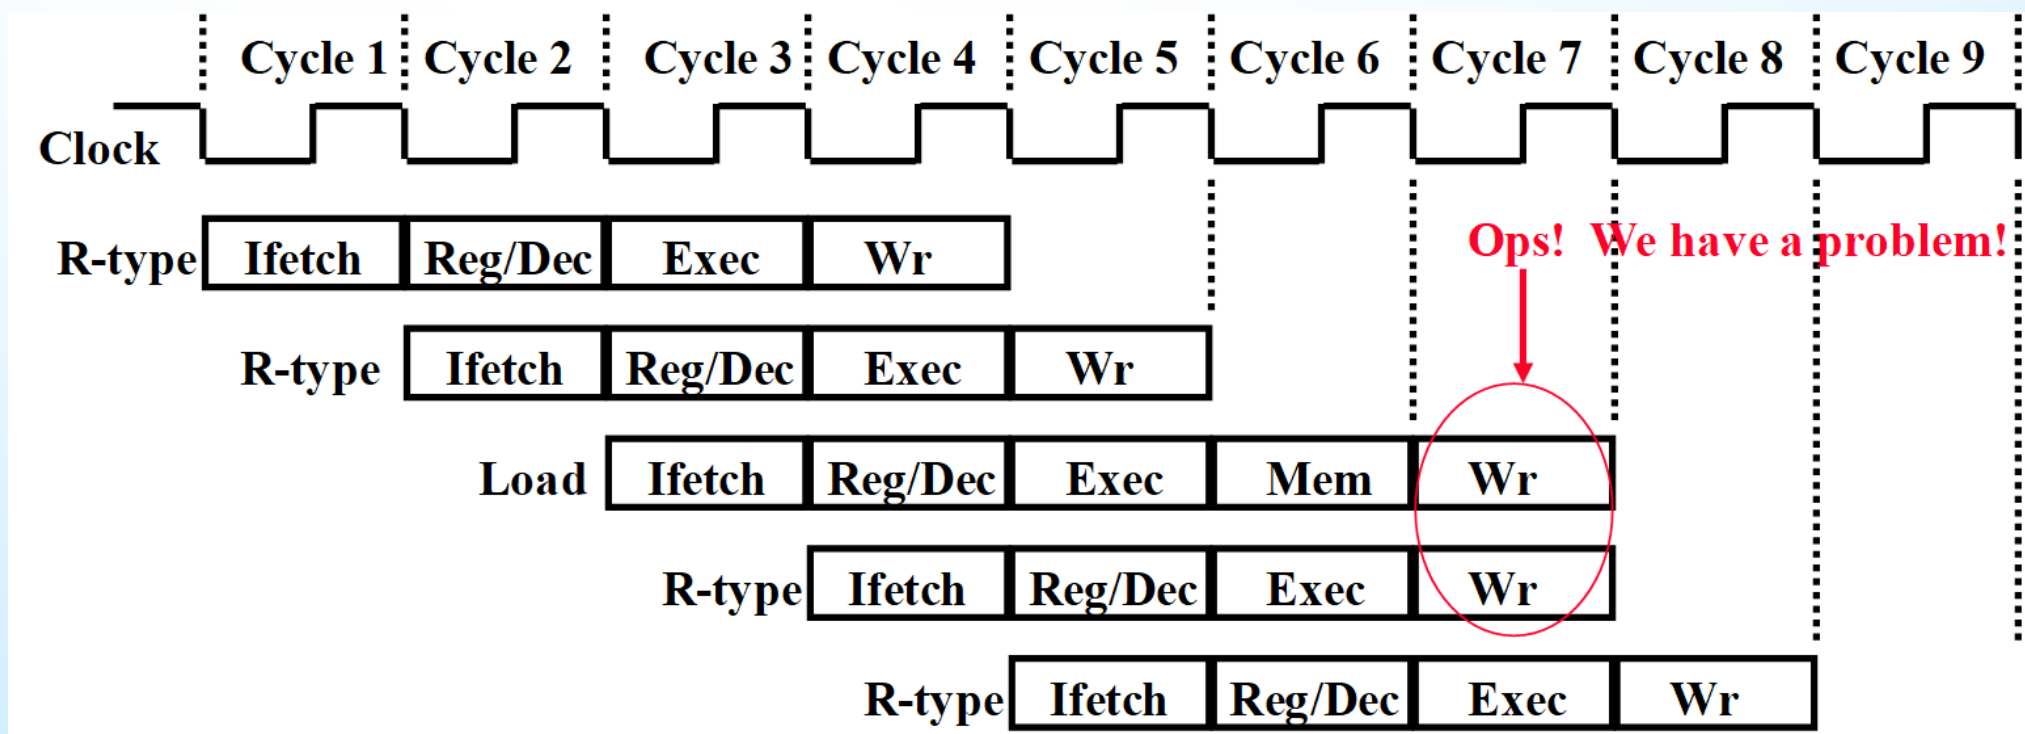 Cycle 1 Cycle 2 Cycle 3 Cycle 4 Cycle 5 Cycle 6 Cycle 7 Cycle 8 Cycle 9
Clock
Ops! We have a problem!
R-type Ifetch Reg/Dec Exec Wr
R-type Ifetch Reg/Dec Exec Wr
Load Ifetch Reg/Dec Exec Mem Wr
R-type Ifetch Reg/Dec Exec Wr
R-type Ifetch Reg/Dec Exec Wr